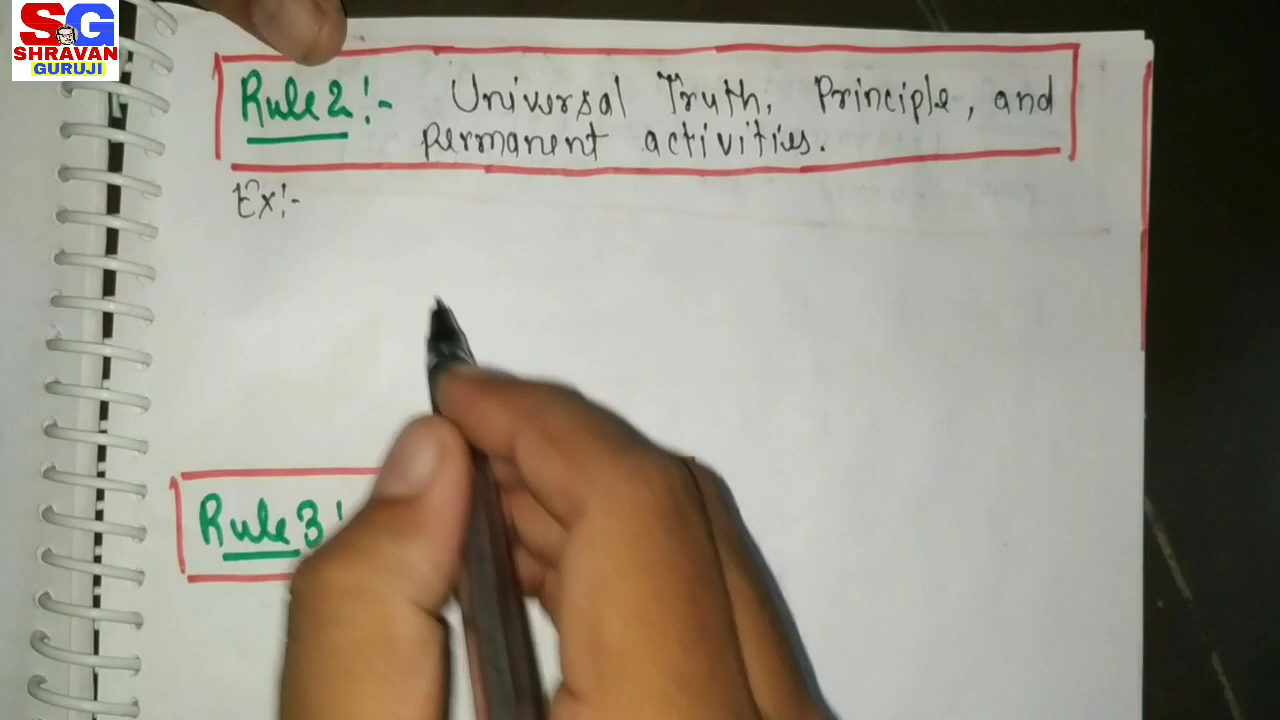 SG
SHRAVAN
GURUJI
Rule 2:- Universal Truth, Principle, and
permanent activities.
Ex:-
Rule 3: